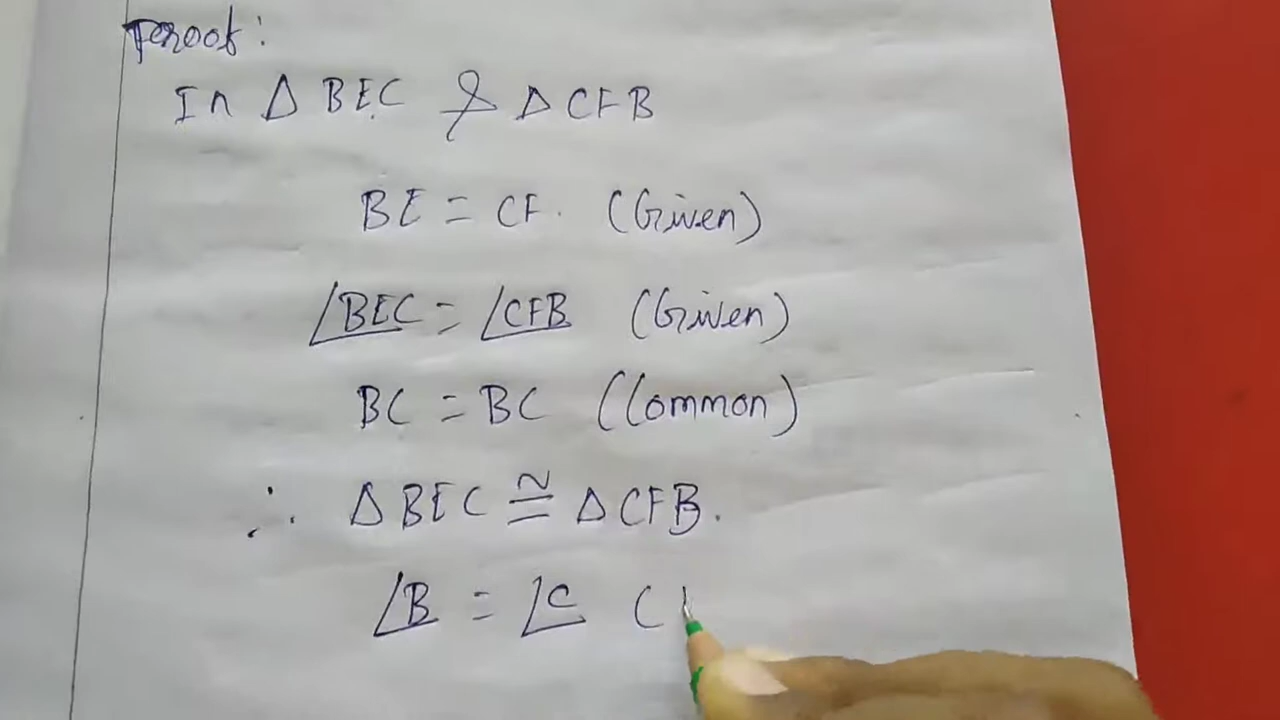 Proof:
In Δ BEC & Δ CFB
BE = CF. (Given)
∠BEC = ∠CFB (Given)
BC = BC (Common)
∴ Δ BEC ≅ Δ CFB.
∠B = ∠C (